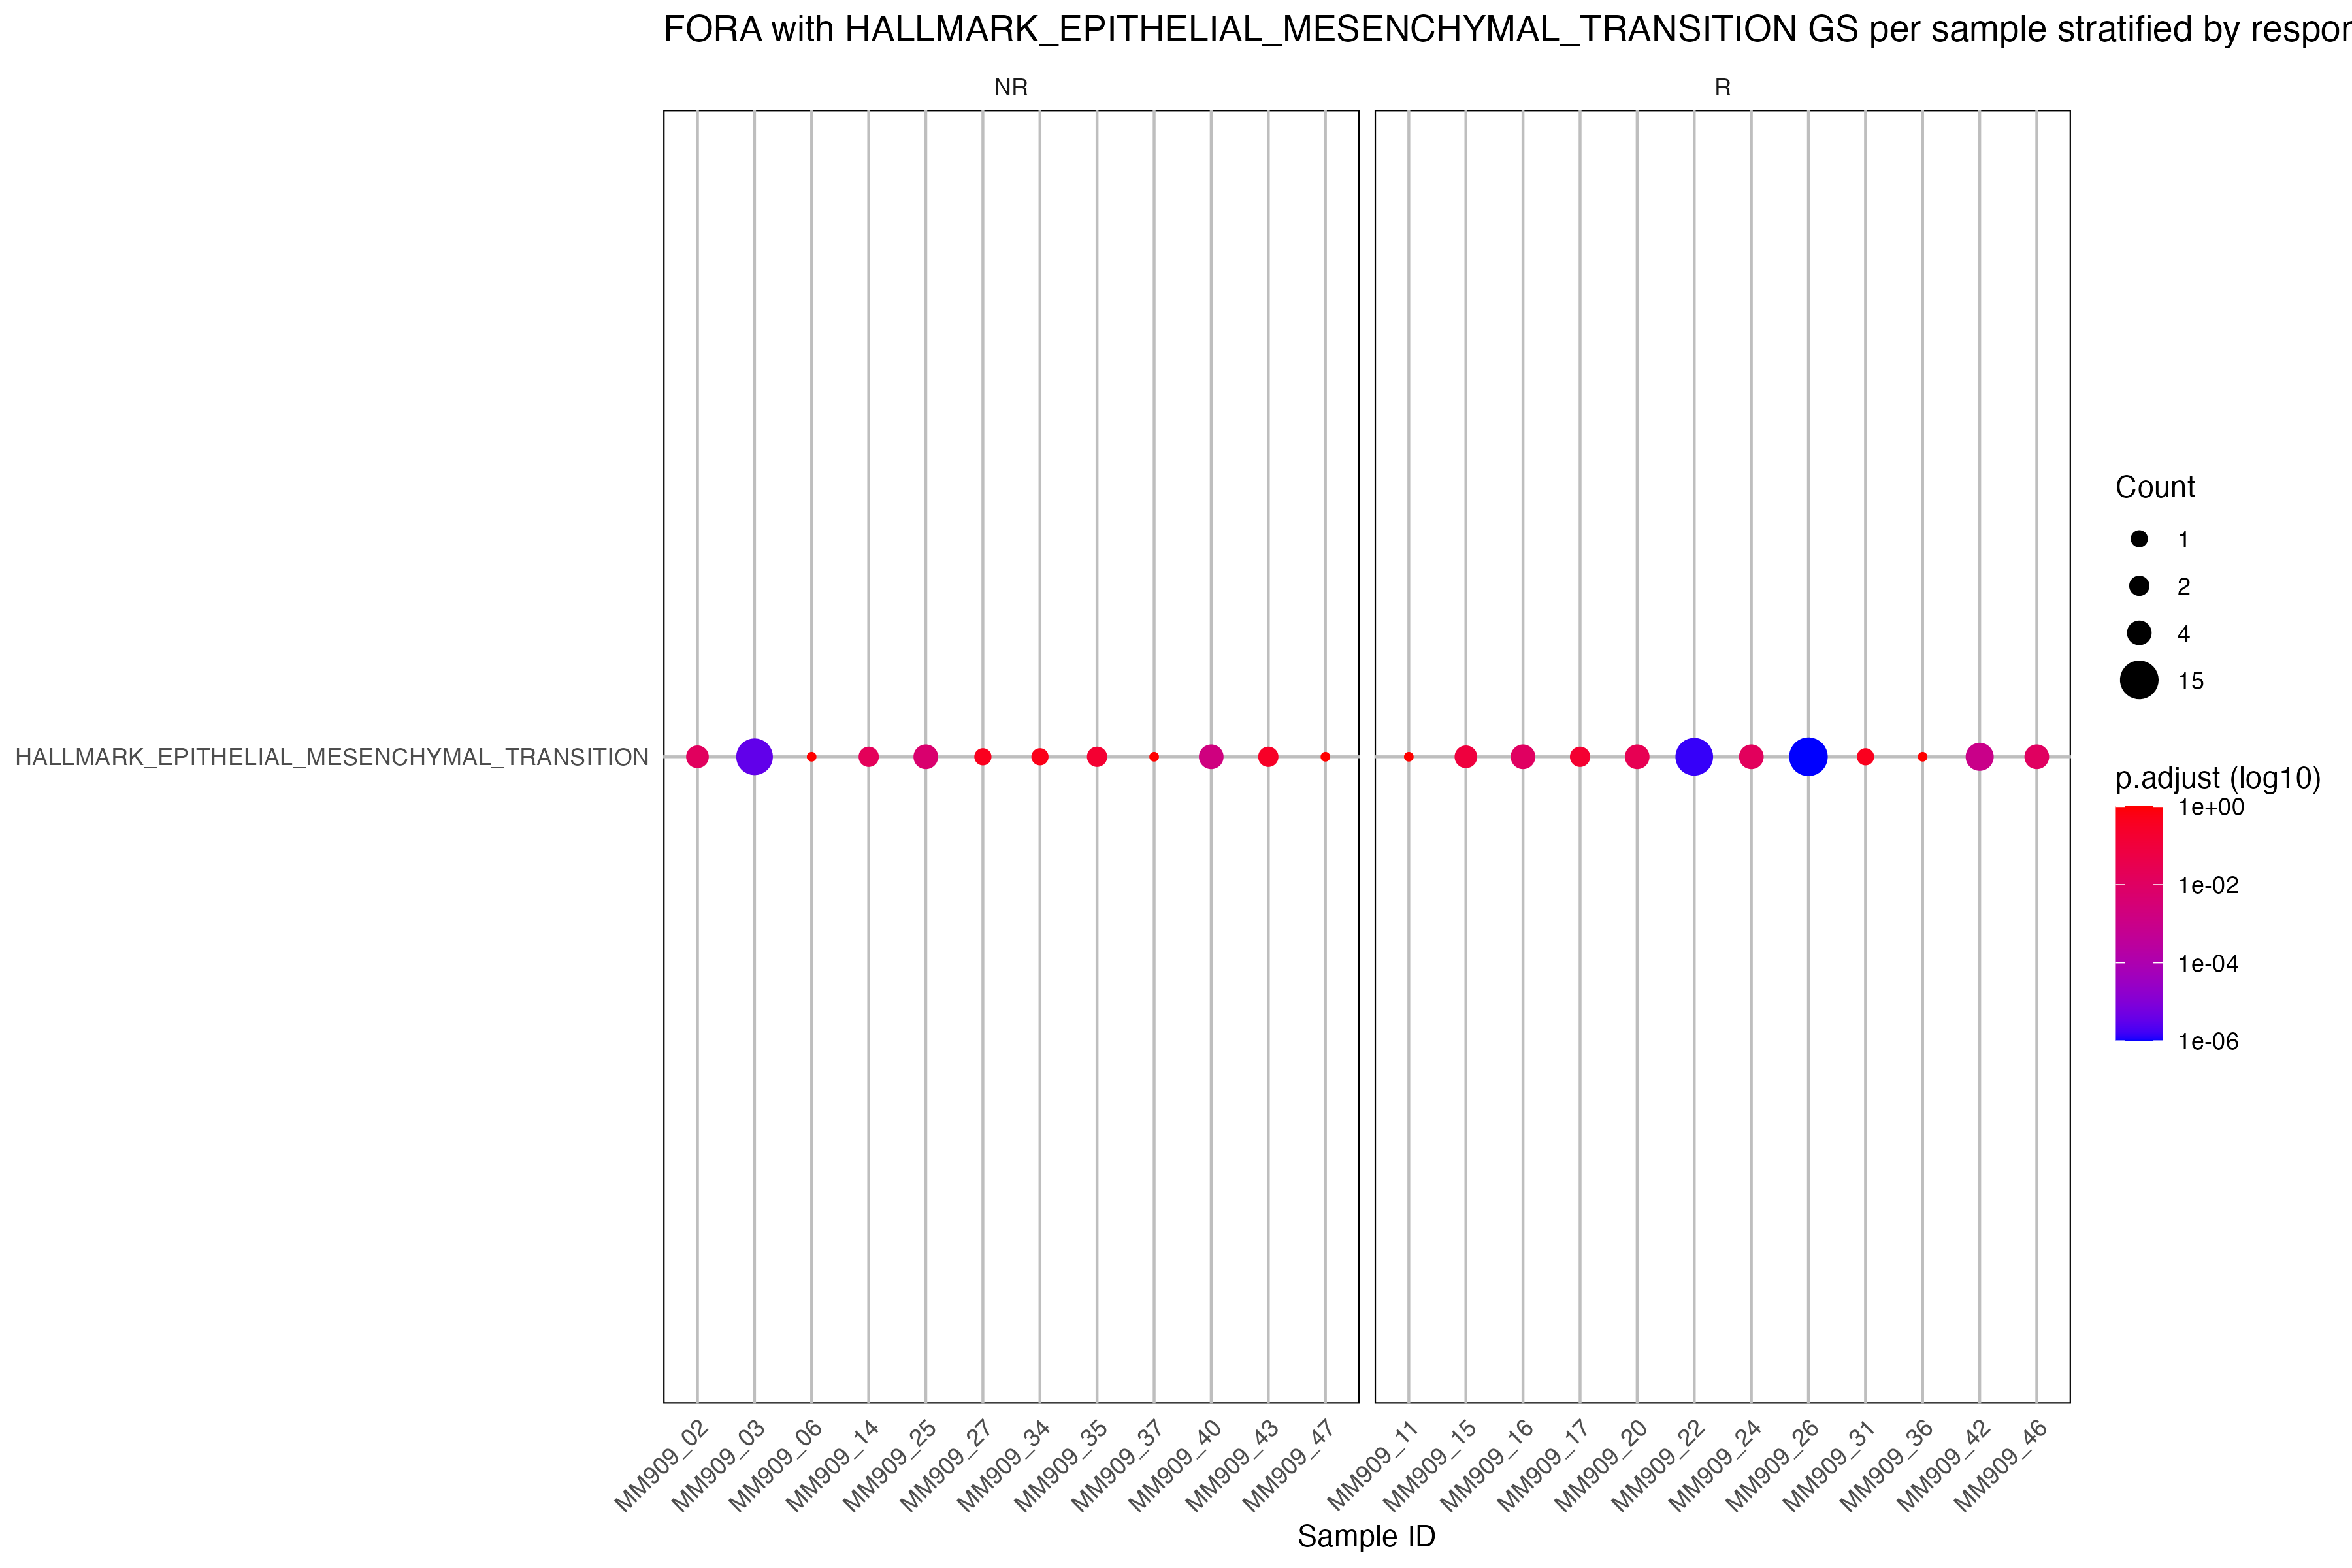 FORA with HALLMARK_EPITHELIAL_MESENCHYMAL_TRANSITION GS per sample stratified by respor
NR
R
HALLMARK_EPITHELIAL_MESENCHYMAL_TRANSITION
MM909_02
MM909_03
MM909_06
MM909_14
MM909_25
MM909_27
MM909_34
MM909_35
MM909_37
MM909_40
MM909_43
MM909_47
MM909_11
MM909_15
MM909_16
MM909_17
MM909_20
MM909_22
MM909_24
MM909_26
MM909_31
MM909_36
MM909_42
MM909_46
Sample ID
Count
1
2
4
15
p.adjust (log10)
1e+00
1e-02
1e-04
1e-06